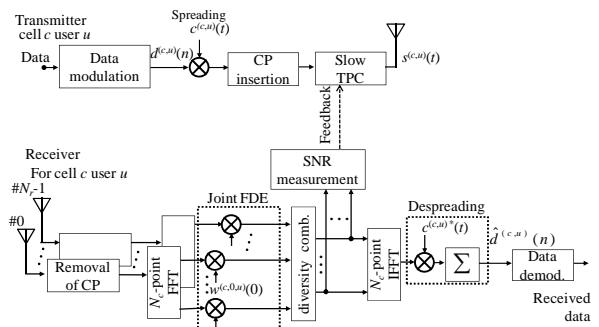 Transmitter
cell c user u
Data
Data
modulation
d^(c,u)(n)
Spreading
c^(c,u)(t)
CP
insertion
Slow
TPC
s^(c,u)(t)
Feedback
Receiver
For cell c user u
#N_r-1
#0
Removal
of CP
N_c-point
FFT
Joint FDE
w^(c,0,u)(0)
diversity comb.
SNR
measurement
N_c-point
IFFT
Despreading
c^(c,u)*(t)
Σ
d̂^(c,u)(n)
Data
demod.
Received
data